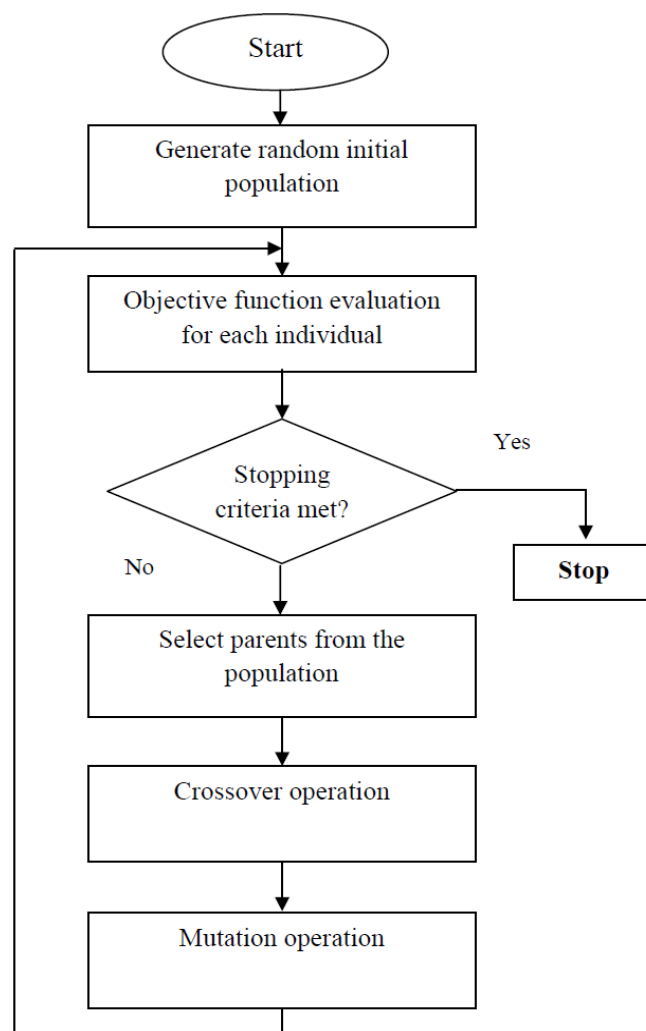 Start
Generate random initial
population
Objective function evaluation
for each individual
Yes
Stopping
criteria met?
No
Stop
Select parents from the
population
Crossover operation
Mutation operation